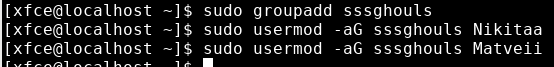 [xfce@localhost ~]$ sudo groupadd sssghouls
[xfce@localhost ~]$ sudo usermod -aG sssghouls Nikitaa
[xfce@localhost ~]$ sudo usermod -aG sssghouls Matveii
[xfce@localhost ~]$